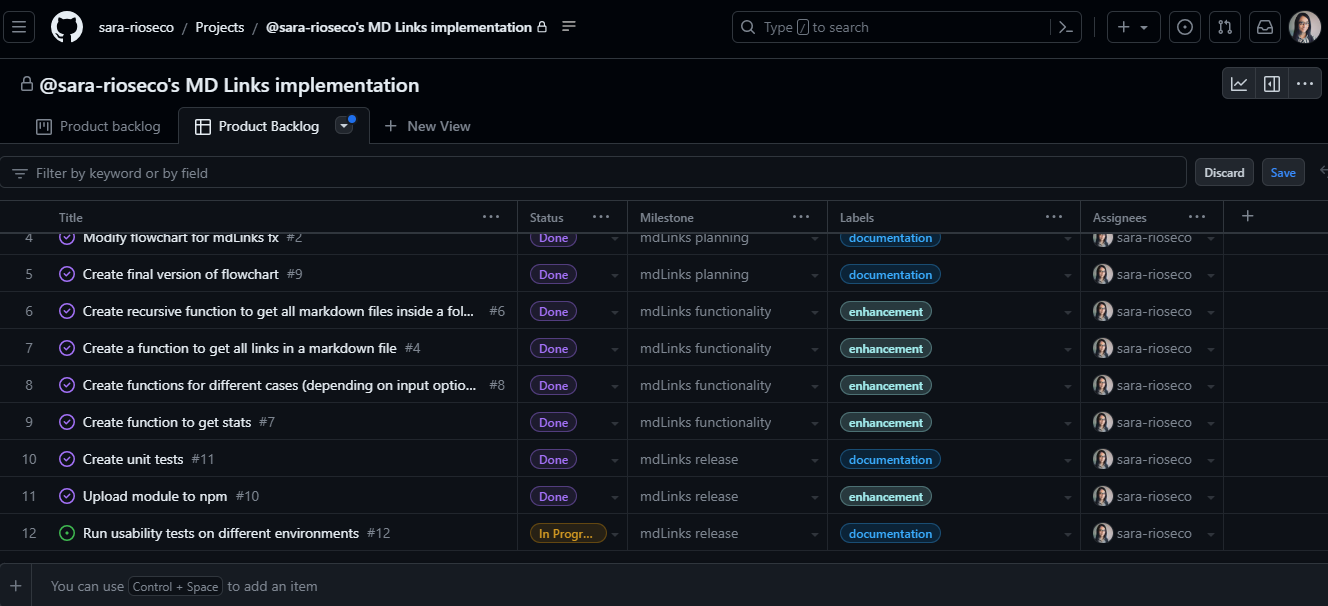 sara-rioseco / Projects / @sara-rioseco's MD Links implementation
Type / to search
@sara-rioseco's MD Links implementation
Product backlog Product Backlog New View
Filter by keyword or by field Discard Save
Title Status Milestone Labels Assignees
4 Modify flowchart for mdLinks fx #2 Done mdLinks planning documentation sara-rioseco
5 Create final version of flowchart #9 Done mdLinks planning documentation sara-rioseco
6 Create recursive function to get all markdown files inside a fol... #6 Done mdLinks functionality enhancement sara-rioseco
7 Create a function to get all links in a markdown file #4 Done mdLinks functionality enhancement sara-rioseco
8 Create functions for different cases (depending on input optio... #8 Done mdLinks functionality enhancement sara-rioseco
9 Create function to get stats #7 Done mdLinks functionality enhancement sara-rioseco
10 Create unit tests #11 Done mdLinks release documentation sara-rioseco
11 Upload module to npm #10 Done mdLinks release enhancement sara-rioseco
12 Run usability tests on different environments #12 In Progr... mdLinks release documentation sara-rioseco
You can use Control + Space to add an item